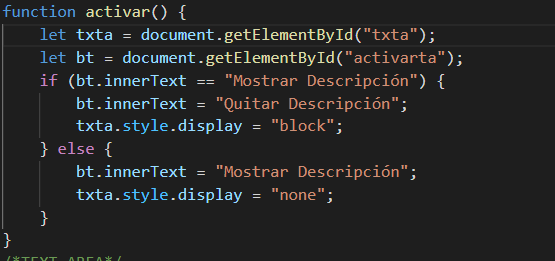 function activar() {
    let txta = document.getElementById("txta");
    let bt = document.getElementById("activarta");
    if (bt.innerText == "Mostrar Descripción") {
        bt.innerText = "Quitar Descripción";
        txta.style.display = "block";
    } else {
        bt.innerText = "Mostrar Descripción";
        txta.style.display = "none";
    }
}
/*TEXT AREA*/